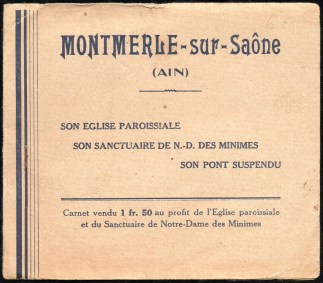 MONTMERLE-sur-Saône
(AIN)
SON EGLISE PAROISSIALE
SON SANCTUAIRE DE N.-D. DES MINIMES
SON PONT SUSPENDU
Carnet vendu 1 fr. 50 au profit de l'Eglise paroissiale
et du Sanctuaire de Notre-Dame des Minimes